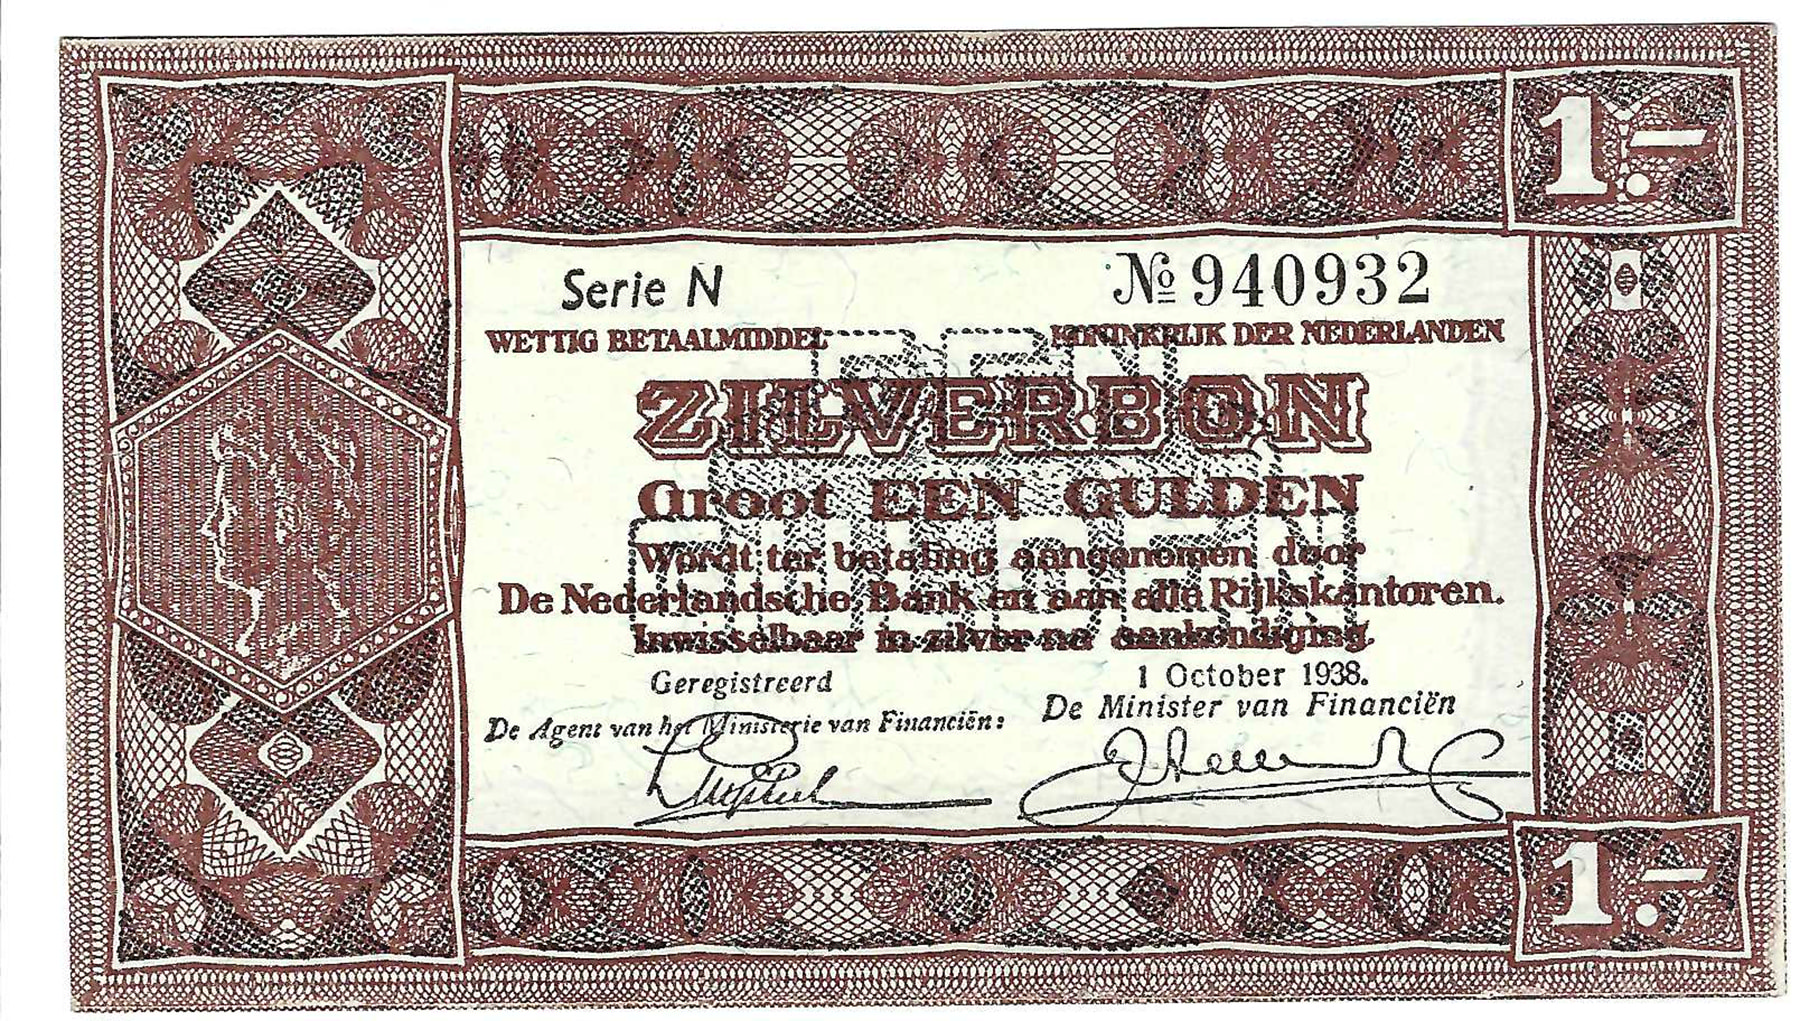 1.–
Serie N
№ 940932
WETTIG BETAALMIDDEL KONINKRIJK DER NEDERLANDEN
ZILVERBON
Groot EEN GULDEN
Wordt ter betaling aangenomen door
De Nederlandsche Bank en aan alle Rijkskantoren.
Inwisselbaar in zilver na aankondiging.
Geregistreerd
1 October 1938.
De Agent van het Ministerie van Financiën:
De Minister van Financiën
1.–